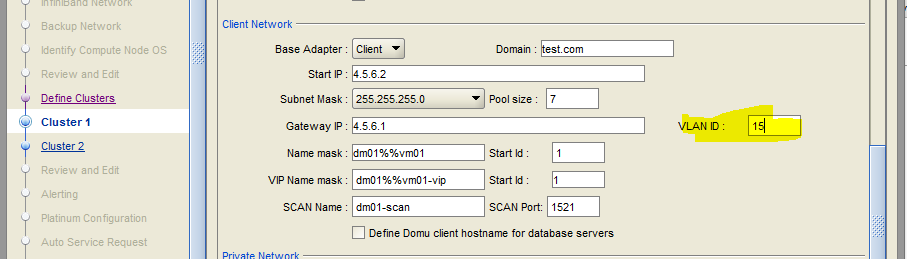 InfiniBand Network
Backup Network
Identify Compute Node OS
Review and Edit
Define Clusters
Cluster 1
Cluster 2
Review and Edit
Alerting
Platinum Configuration
Auto Service Request
Client Network
Base Adapter : Client Domain : test.com
Start IP : 4.5.6.2
Subnet Mask : 255.255.255.0 Pool size : 7
Gateway IP : 4.5.6.1 VLAN ID : 15
Name mask : dm01%%vm01 Start Id : 1
VIP Name mask : dm01%%vm01-vip Start Id : 1
SCAN Name : dm01-scan SCAN Port: 1521
Define Domu client hostname for database servers
Private Network